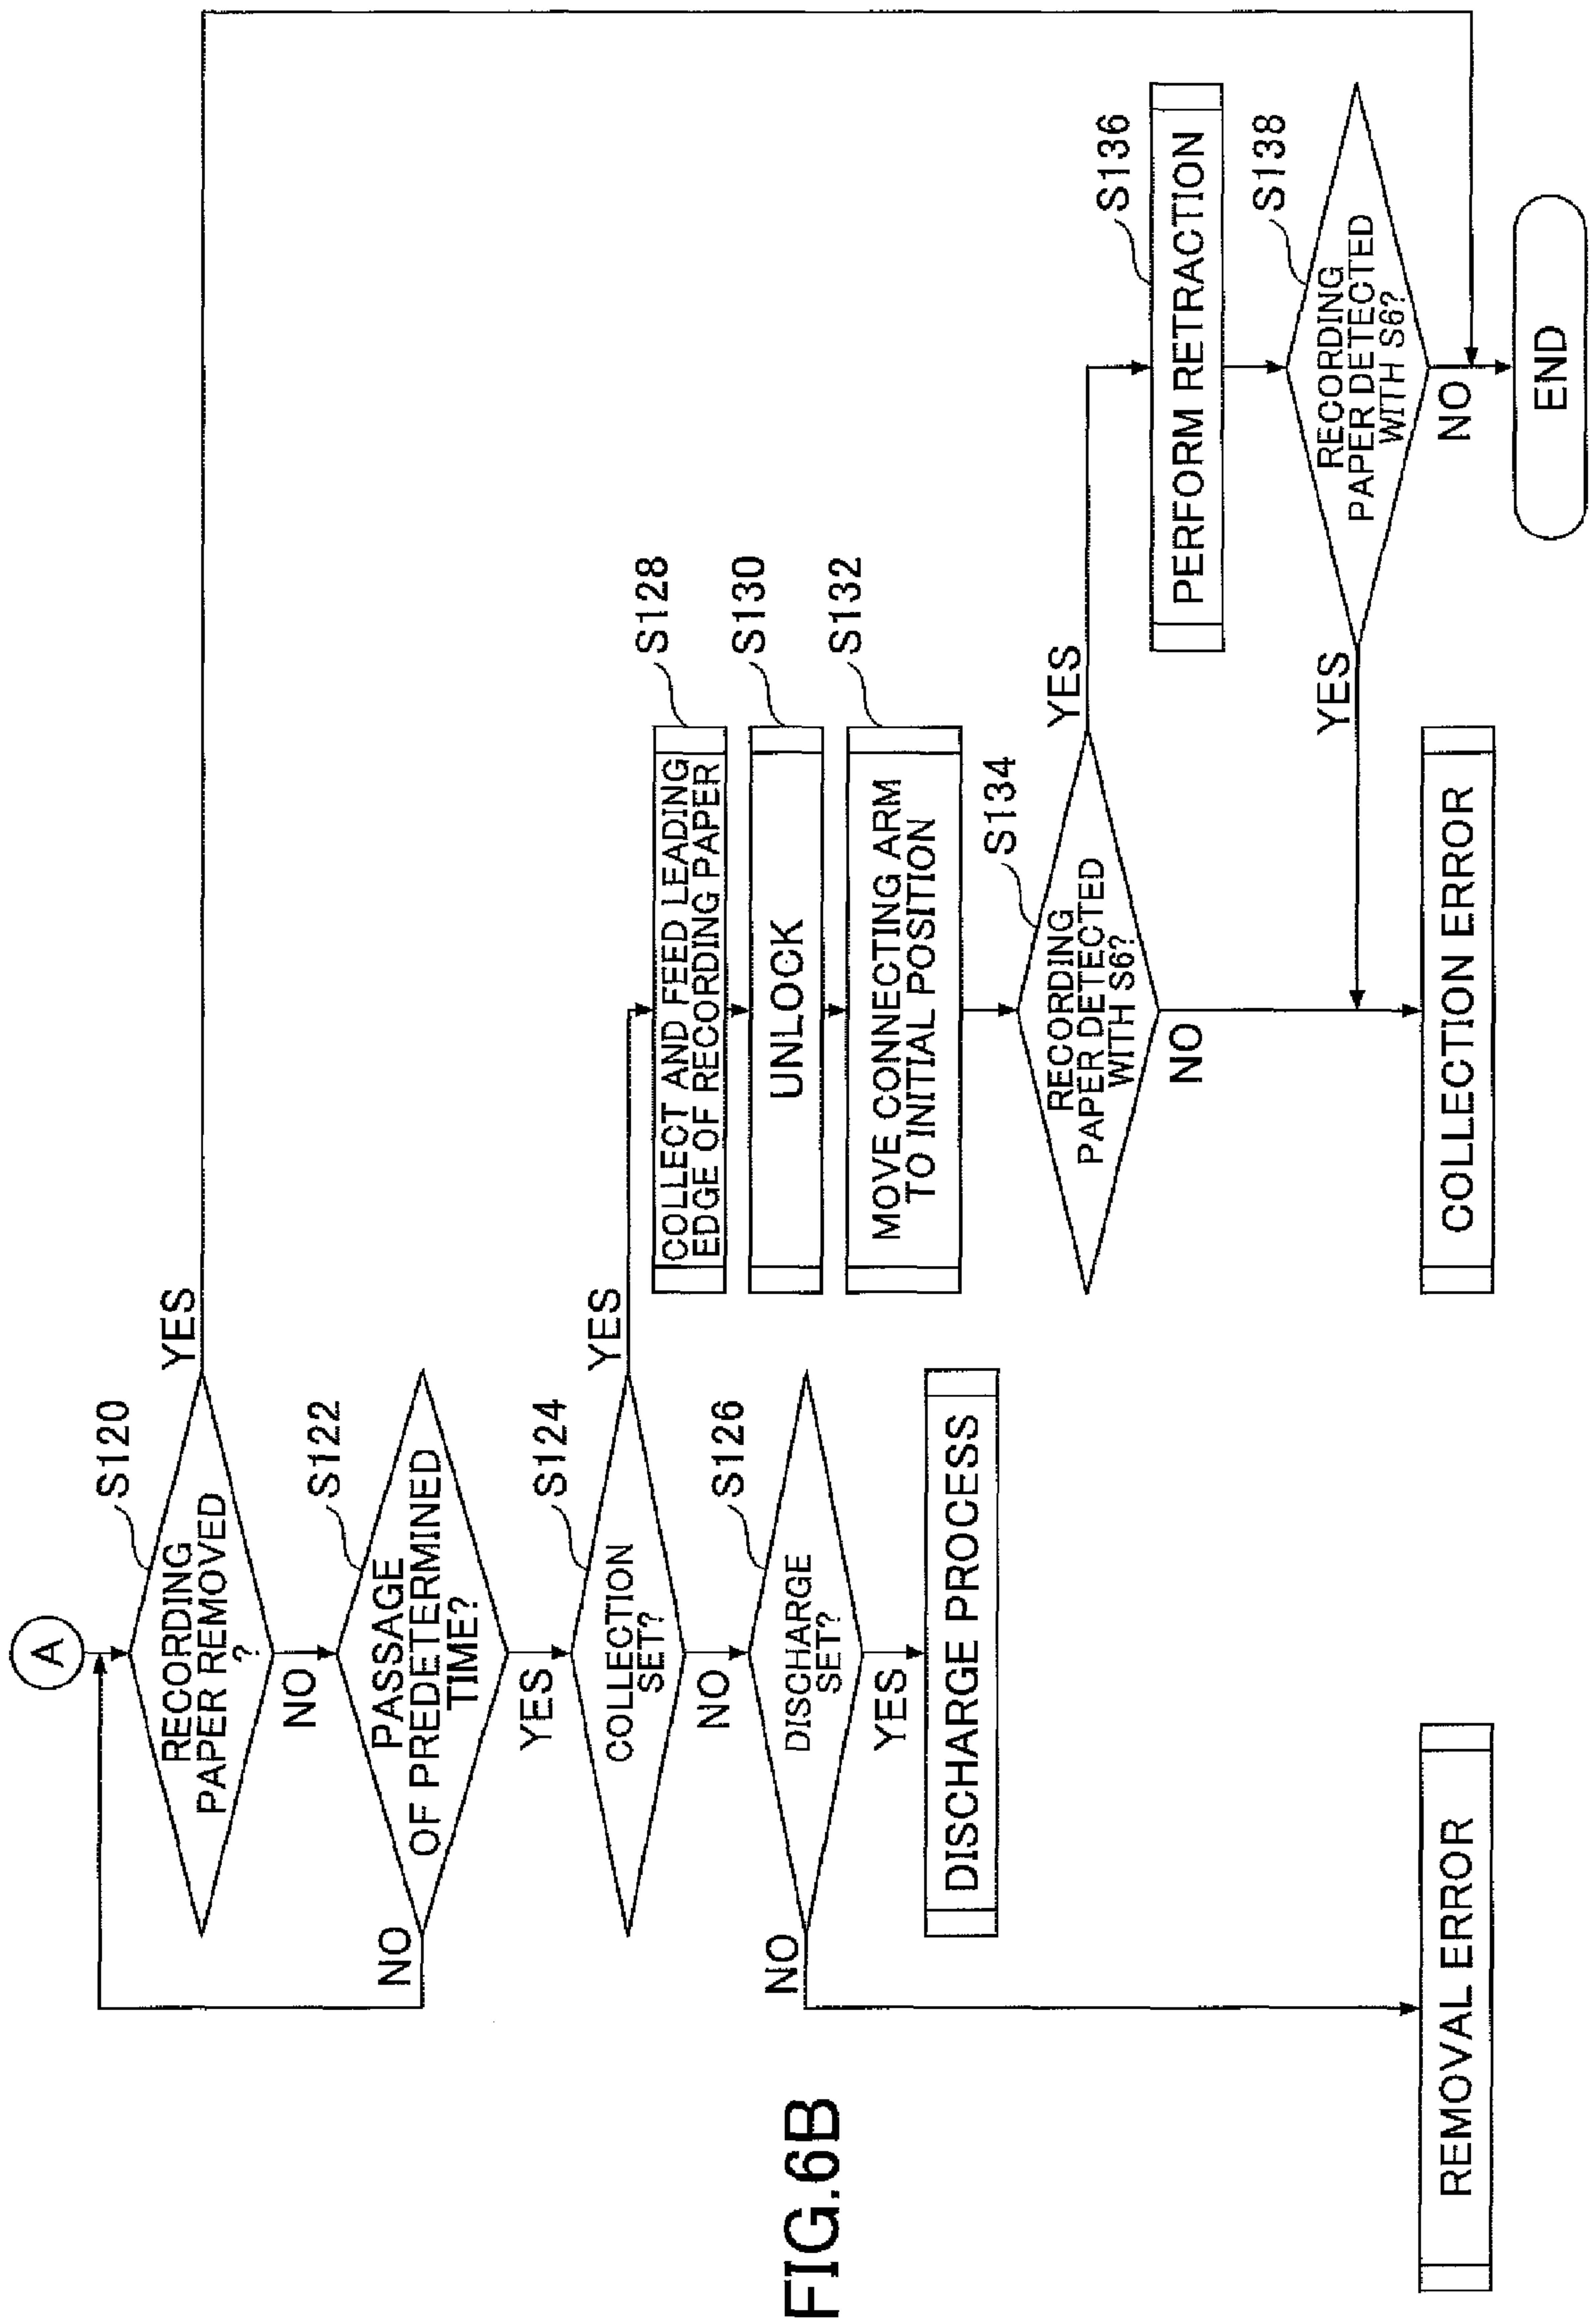 FIG.6B
A
S120
RECORDING
PAPER REMOVED
?
YES
NO
S122
PASSAGE
OF PREDETERMINED
TIME?
NO
YES
S124
COLLECTION
SET?
YES
NO
S126
DISCHARGE
SET?
NO
YES
DISCHARGE PROCESS
REMOVAL ERROR
S128
COLLECT AND FEED LEADING
EDGE OF RECORDING PAPER
S130
UNLOCK
S132
MOVE CONNECTING ARM
TO INITIAL POSITION
S134
RECORDING
PAPER DETECTED
WITH S6?
YES
NO
COLLECTION ERROR
S136
PERFORM RETRACTION
S138
RECORDING
PAPER DETECTED
WITH S6?
YES
NO
END